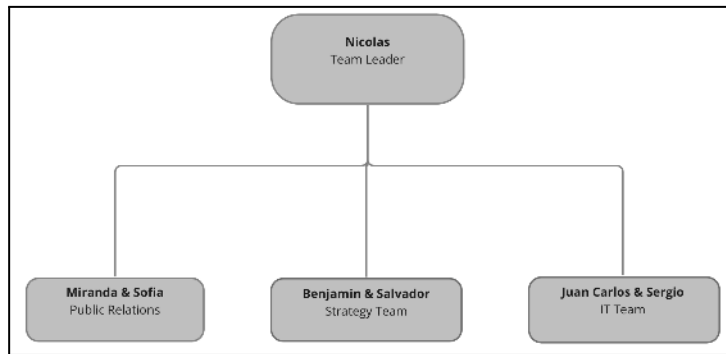 Nicolas
Team Leader
Miranda & Sofia
Public Relations
Benjamin & Salvador
Strategy Team
Juan Carlos & Sergio
IT Team